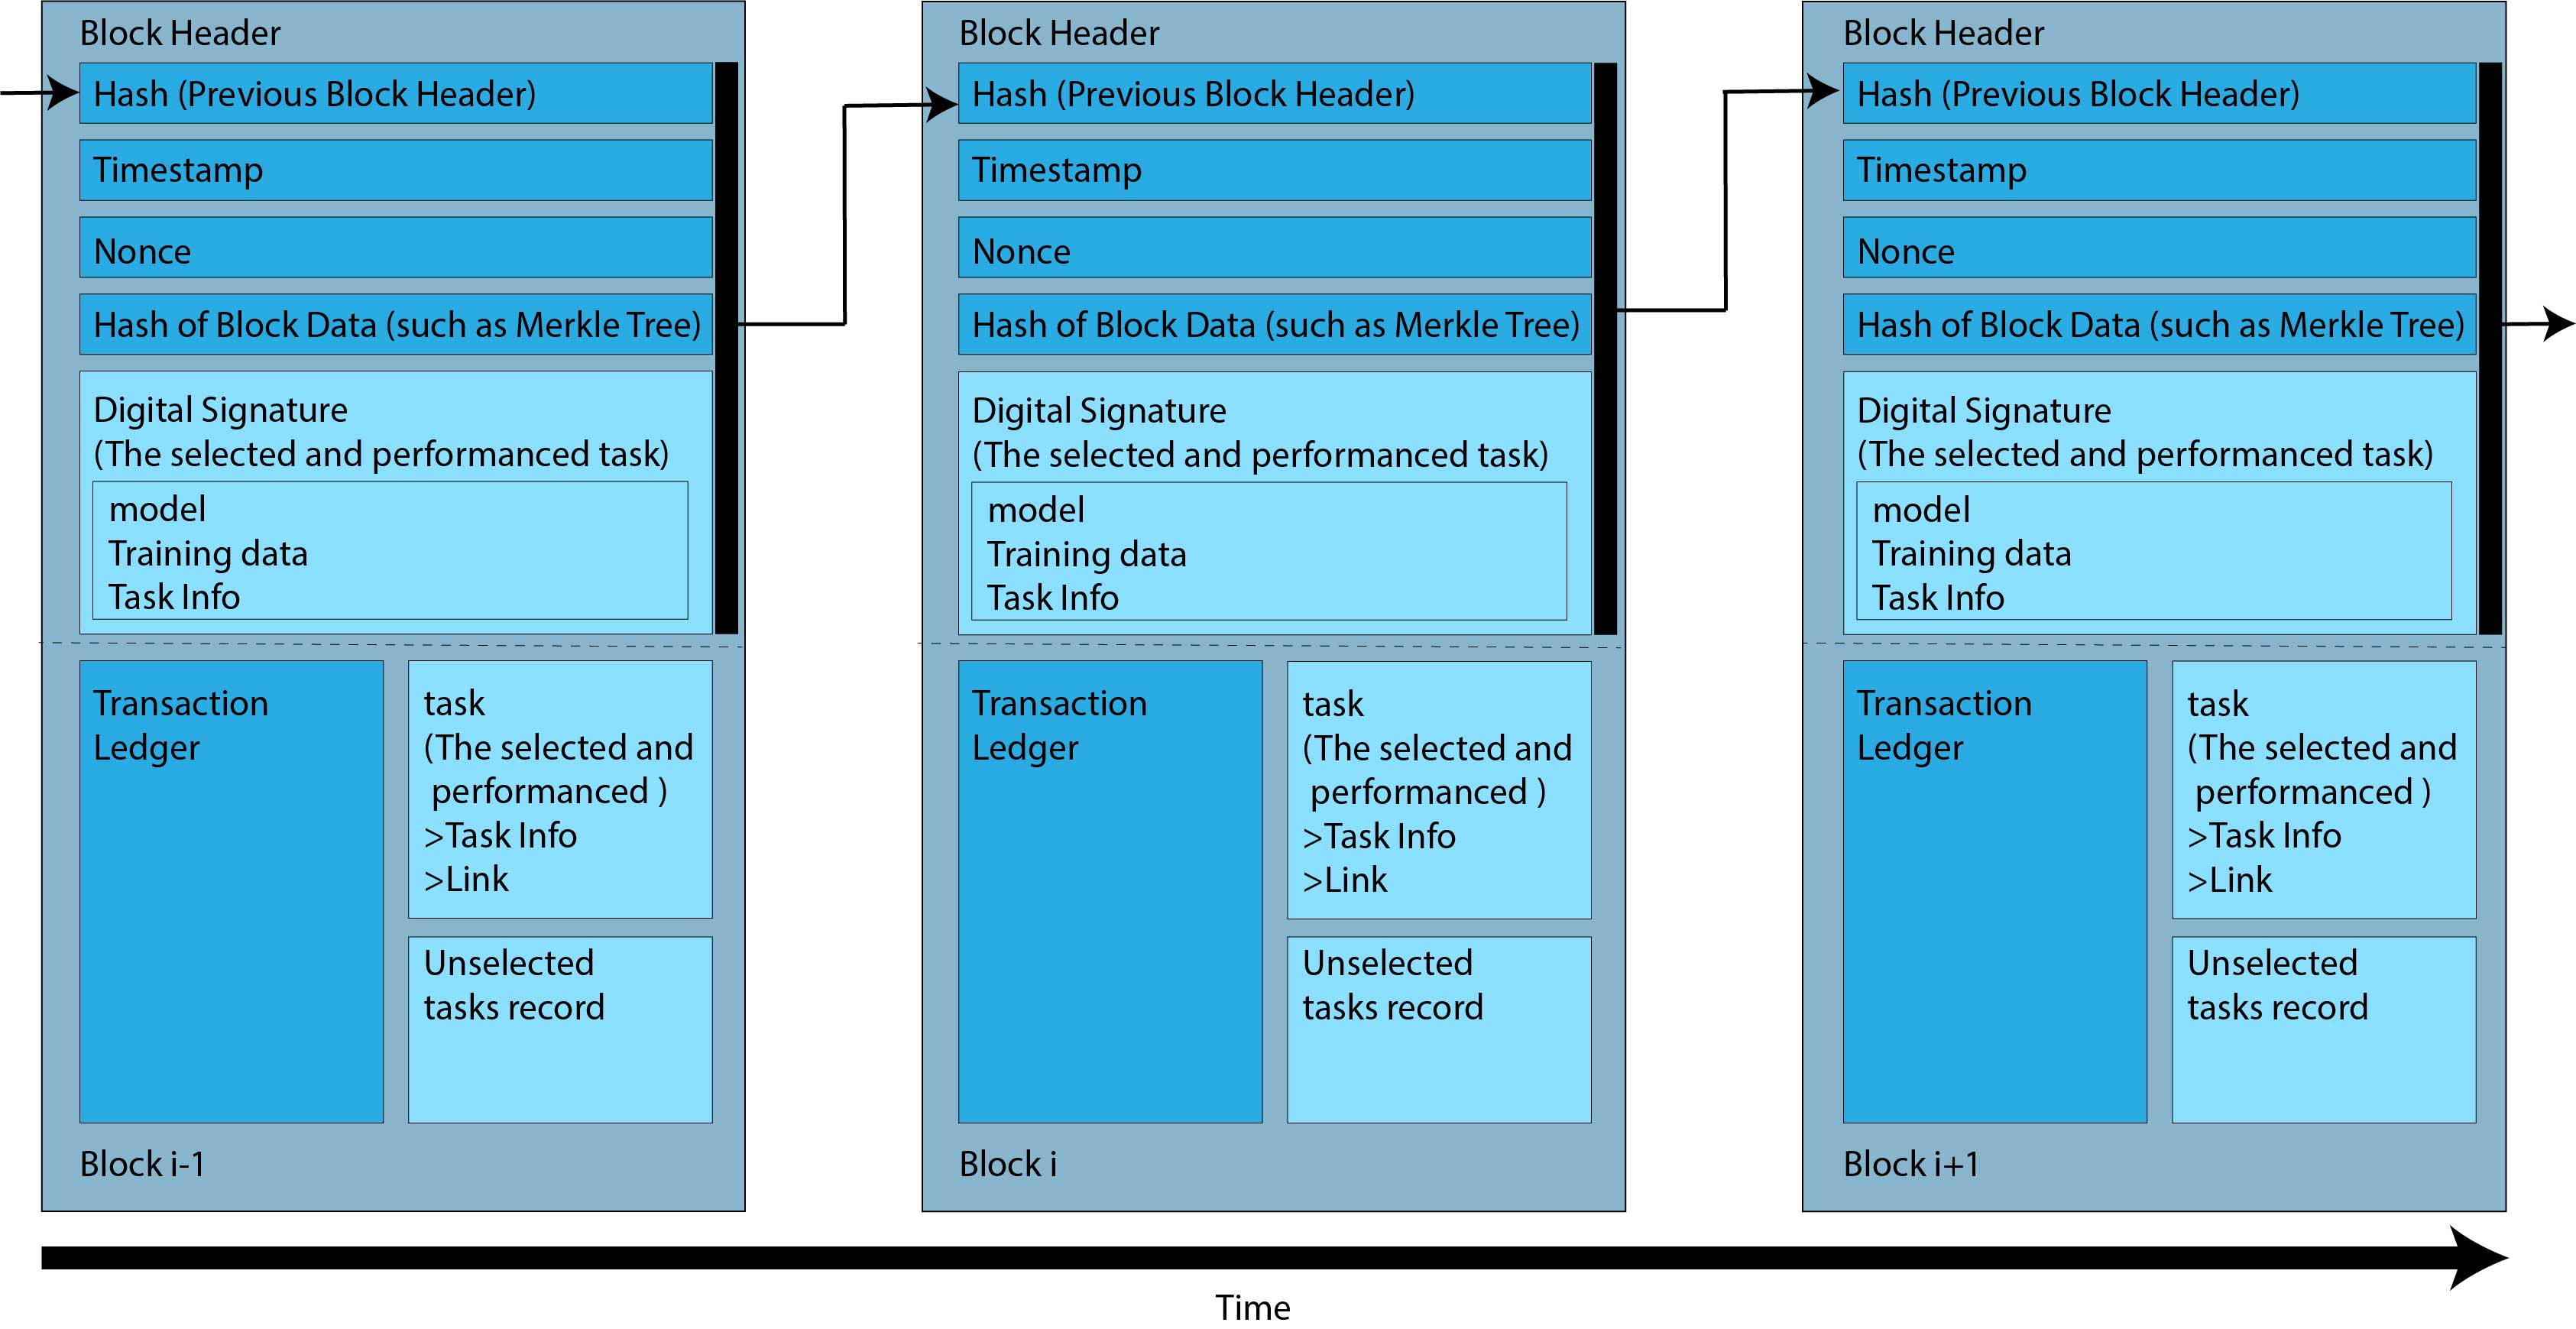 Block Header
Hash (Previous Block Header)
Timestamp
Nonce
Hash of Block Data (such as Merkle Tree)
Digital Signature
(The selected and performanced task)
model
Training data
Task Info
Transaction
Ledger
task
(The selected and
performanced )
>Task Info
>Link
Unselected
tasks record
Block i-1
Block Header
Hash (Previous Block Header)
Timestamp
Nonce
Hash of Block Data (such as Merkle Tree)
Digital Signature
(The selected and performanced task)
model
Training data
Task Info
Transaction
Ledger
task
(The selected and
performanced )
>Task Info
>Link
Unselected
tasks record
Block i
Block Header
Hash (Previous Block Header)
Timestamp
Nonce
Hash of Block Data (such as Merkle Tree)
Digital Signature
(The selected and performanced task)
model
Training data
Task Info
Transaction
Ledger
task
(The selected and
performanced )
>Task Info
>Link
Unselected
tasks record
Block i+1
Time